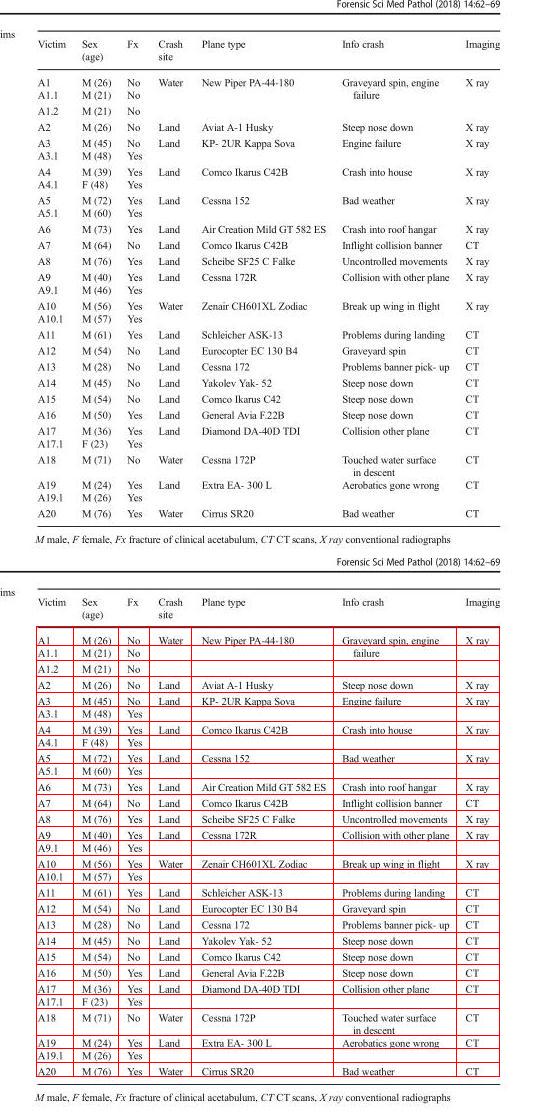 Forensic Sci Med Pathol (2018) 14:62–69
ims
Victim Sex (age) Fx Crash site Plane type Info crash Imaging
A1 M (26) No Water New Piper PA-44-180 Graveyard spin, engine X ray
A1.1 M (21) No failure
A1.2 M (21) No
A2 M (26) No Land Aviat A-1 Husky Steep nose down X ray
A3 M (45) No Land KP- 2UR Kappa Sova Engine failure X ray
A3.1 M (48) Yes
A4 M (39) Yes Land Comco Ikarus C42B Crash into house X ray
A4.1 F (48) Yes
A5 M (72) Yes Land Cessna 152 Bad weather X ray
A5.1 M (60) Yes
A6 M (73) Yes Land Air Creation Mild GT 582 ES Crash into roof hangar X ray
A7 M (64) No Land Comco Ikarus C42B Inflight collision banner CT
A8 M (76) Yes Land Scheibe SF25 C Falke Uncontrolled movements X ray
A9 M (40) Yes Land Cessna 172R Collision with other plane X ray
A9.1 M (46) Yes
A10 M (56) Yes Water Zenair CH601XL Zodiac Break up wing in flight X ray
A10.1 M (57) Yes
A11 M (61) Yes Land Schleicher ASK-13 Problems during landing CT
A12 M (54) No Land Eurocopter EC 130 B4 Graveyard spin CT
A13 M (28) No Land Cessna 172 Problems banner pick- up CT
A14 M (45) No Land Yakolev Yak- 52 Steep nose down CT
A15 M (54) No Land Comco Ikarus C42 Steep nose down CT
A16 M (50) Yes Land General Avia F.22B Steep nose down CT
A17 M (36) Yes Land Diamond DA-40D TDI Collision other plane CT
A17.1 F (23) Yes
A18 M (71) No Water Cessna 172P Touched water surface CT
in descent
A19 M (24) Yes Land Extra EA- 300 L Aerobatics gone wrong CT
A19.1 M (26) Yes
A20 M (76) Yes Water Cirrus SR20 Bad weather CT
M male, F female, Fx fracture of clinical acetabulum, CT CT scans, X ray conventional radiographs
Forensic Sci Med Pathol (2018) 14:62–69
ims
Victim Sex (age) Fx Crash site Plane type Info crash Imaging
A1 M (26) No Water New Piper PA-44-180 Graveyard spin, engine X ray
A1.1 M (21) No failure
A1.2 M (21) No
A2 M (26) No Land Aviat A-1 Husky Steep nose down X ray
A3 M (45) No Land KP- 2UR Kappa Sova Engine failure X ray
A3.1 M (48) Yes
A4 M (39) Yes Land Comco Ikarus C42B Crash into house X ray
A4.1 F (48) Yes
A5 M (72) Yes Land Cessna 152 Bad weather X ray
A5.1 M (60) Yes
A6 M (73) Yes Land Air Creation Mild GT 582 ES Crash into roof hangar X ray
A7 M (64) No Land Comco Ikarus C42B Inflight collision banner CT
A8 M (76) Yes Land Scheibe SF25 C Falke Uncontrolled movements X ray
A9 M (40) Yes Land Cessna 172R Collision with other plane X ray
A9.1 M (46) Yes
A10 M (56) Yes Water Zenair CH601XL Zodiac Break up wing in flight X ray
A10.1 M (57) Yes
A11 M (61) Yes Land Schleicher ASK-13 Problems during landing CT
A12 M (54) No Land Eurocopter EC 130 B4 Graveyard spin CT
A13 M (28) No Land Cessna 172 Problems banner pick- up CT
A14 M (45) No Land Yakolev Yak- 52 Steep nose down CT
A15 M (54) No Land Comco Ikarus C42 Steep nose down CT
A16 M (50) Yes Land General Avia F.22B Steep nose down CT
A17 M (36) Yes Land Diamond DA-40D TDI Collision other plane CT
A17.1 F (23) Yes
A18 M (71) No Water Cessna 172P Touched water surface CT
in descent
A19 M (24) Yes Land Extra EA- 300 L Aerobatics gone wrong CT
A19.1 M (26) Yes
A20 M (76) Yes Water Cirrus SR20 Bad weather CT
M male, F female, Fx fracture of clinical acetabulum, CT CT scans, X ray conventional radiographs